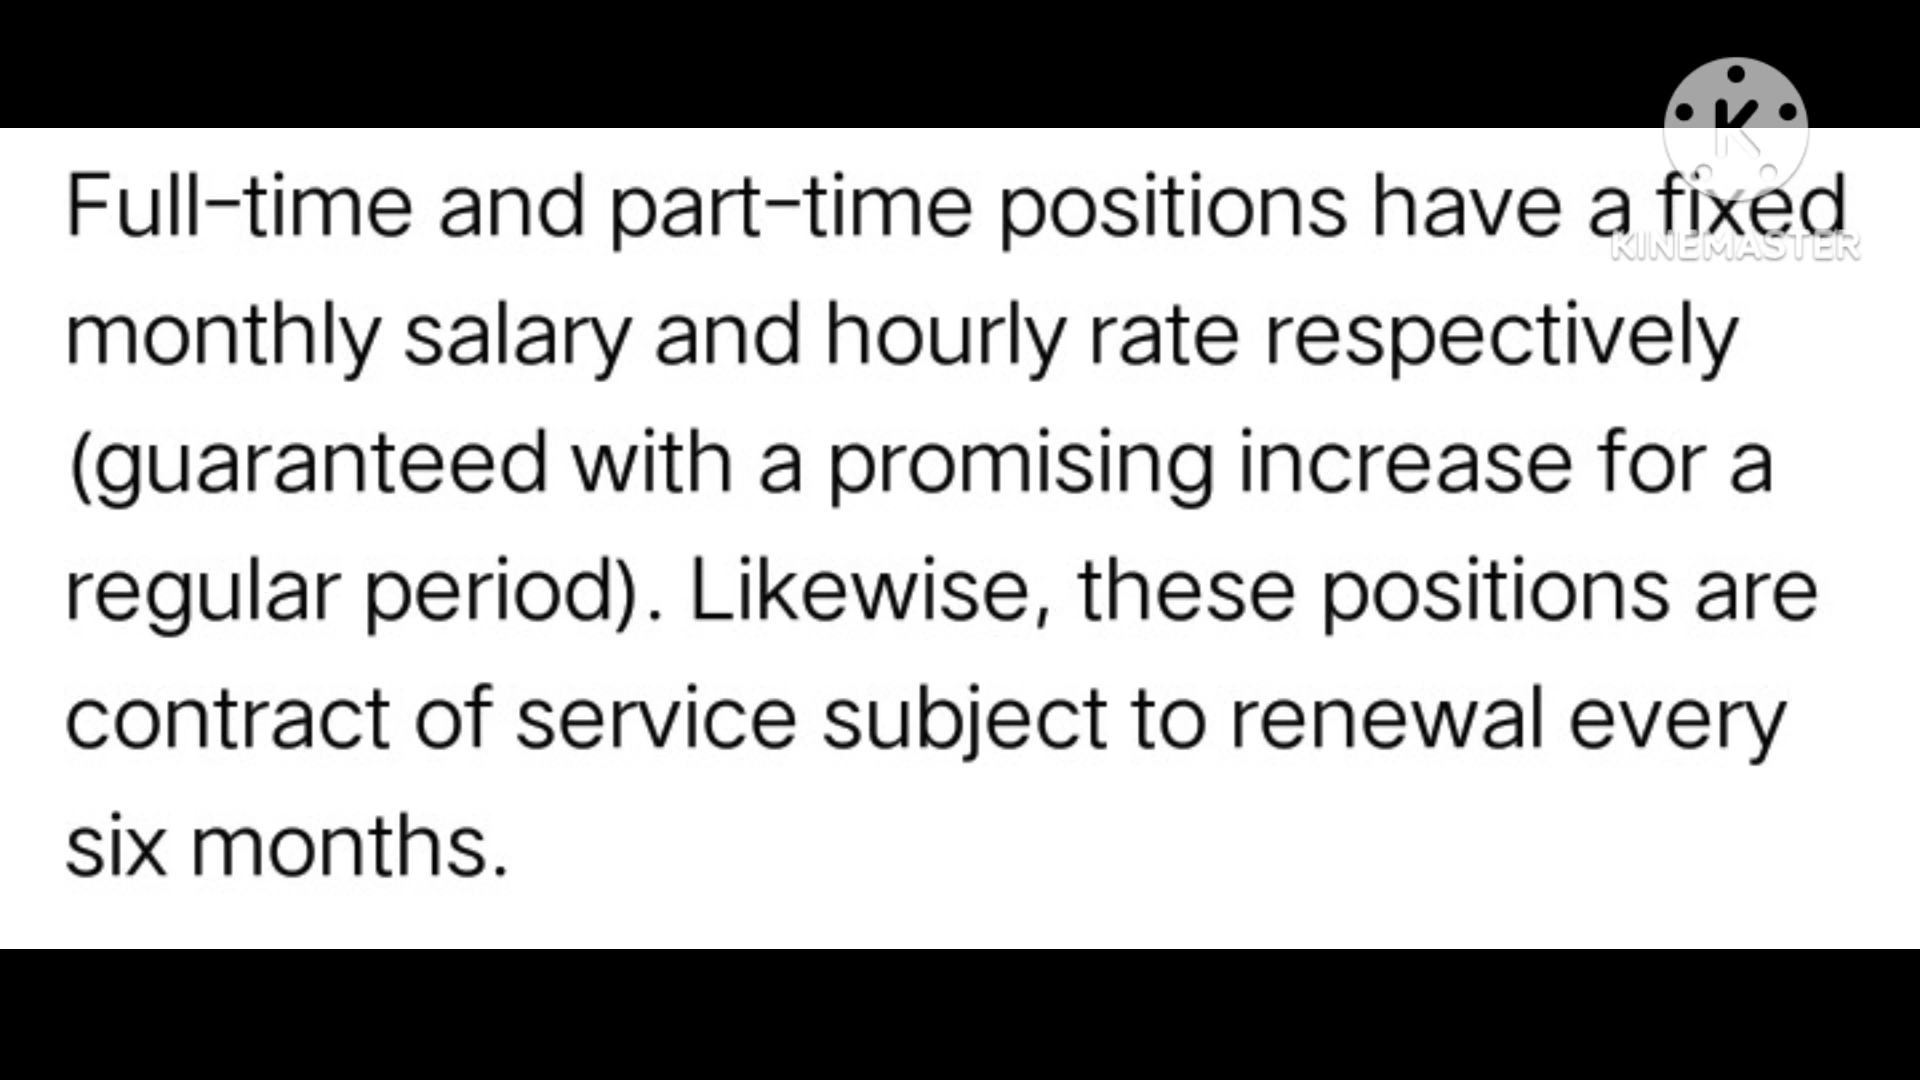 Full-time and part-time positions have a fixed
KINEMASTER
monthly salary and hourly rate respectively
(guaranteed with a promising increase for a
regular period). Likewise, these positions are
contract of service subject to renewal every
six months.